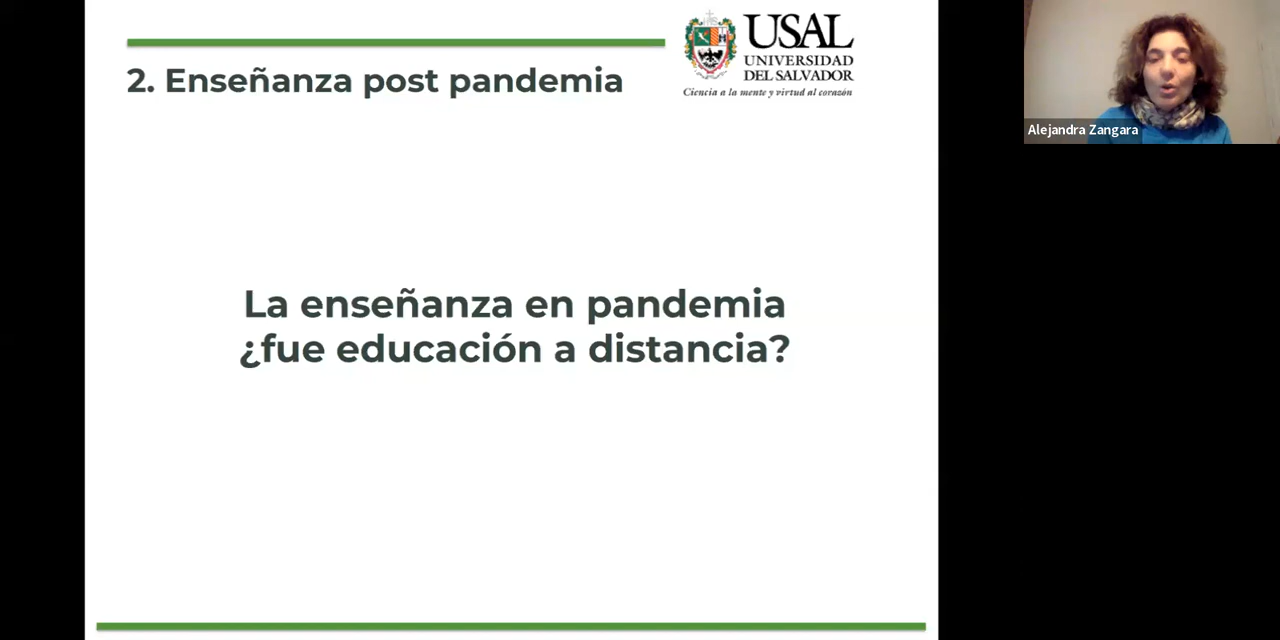 2. Enseñanza post pandemia
USAL
UNIVERSIDAD
DEL SALVADOR
Ciencia a la mente y virtud al corazón
Alejandra Zangara
La enseñanza en pandemia
¿fue educación a distancia?